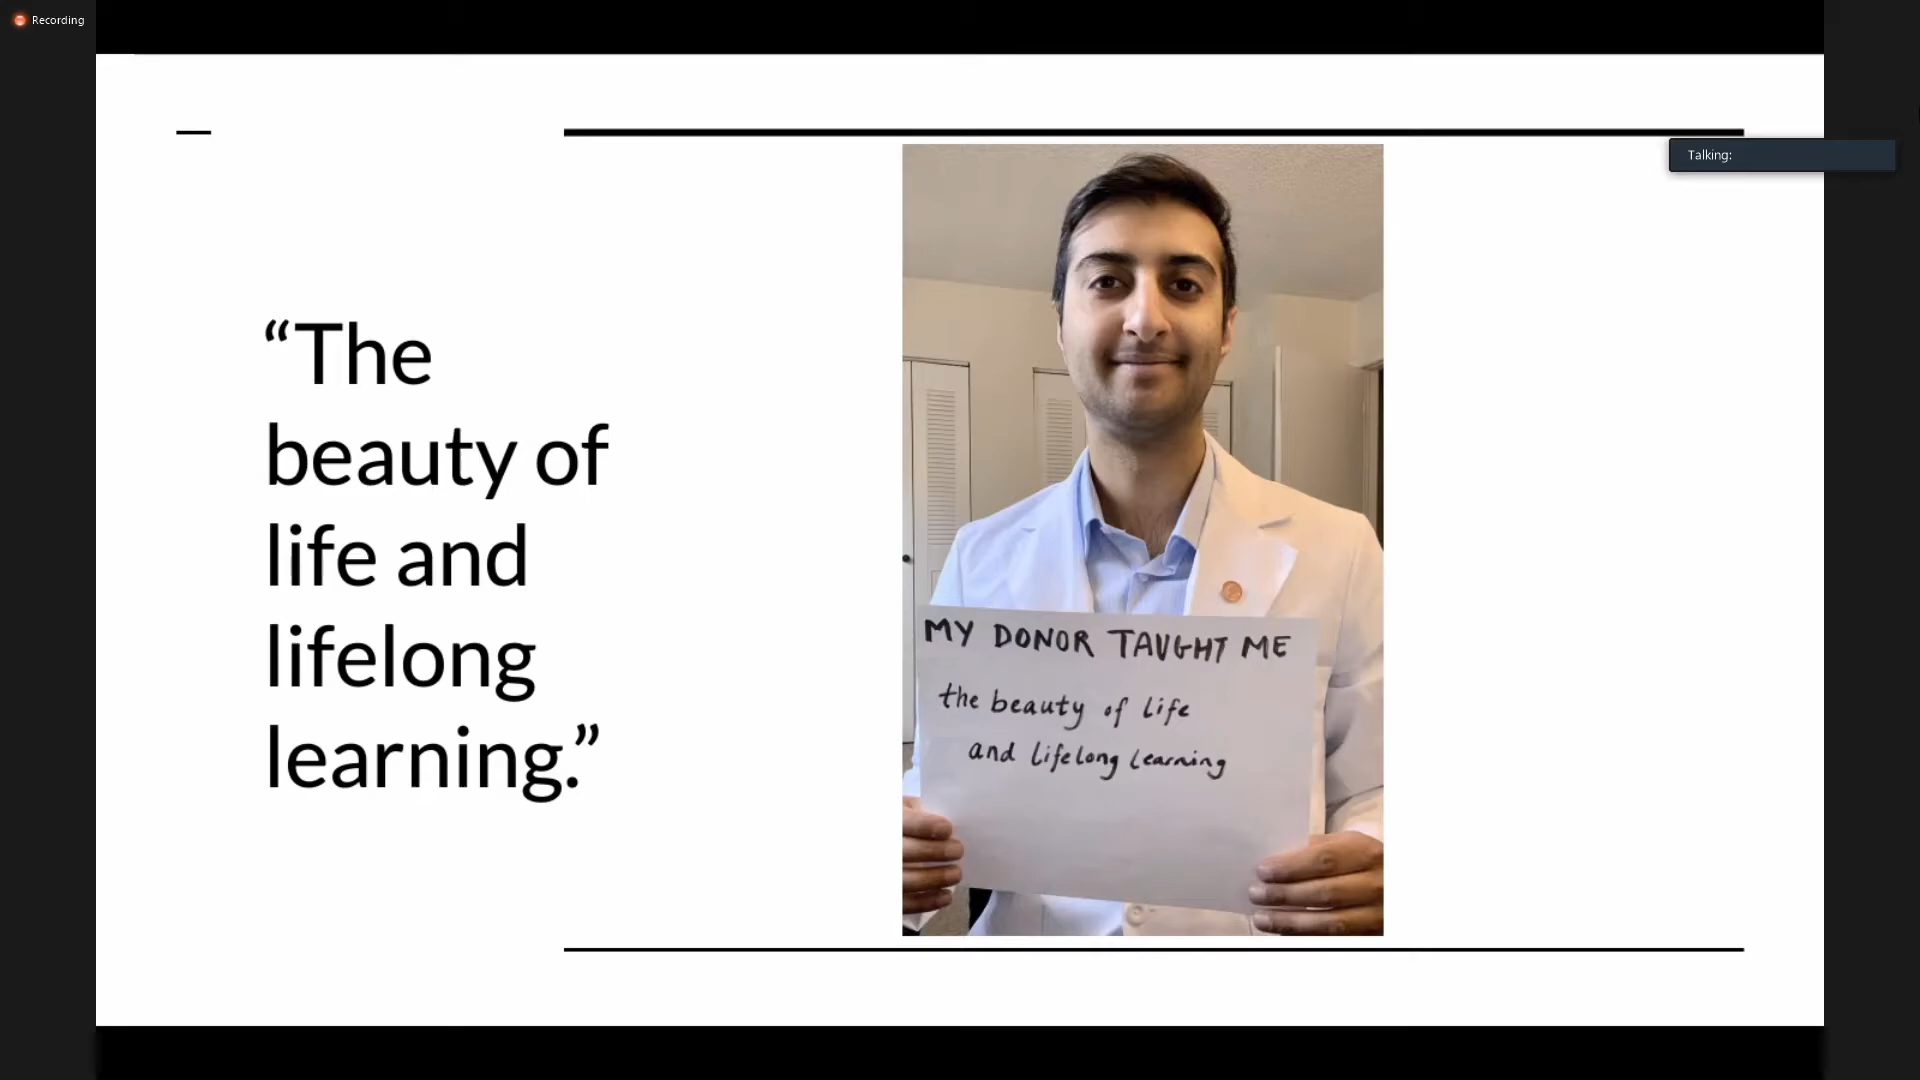 Recording
Talking:
“The
beauty of
life and
lifelong
learning.”
MY DONOR TAUGHT ME
the beauty of life
and lifelong learning